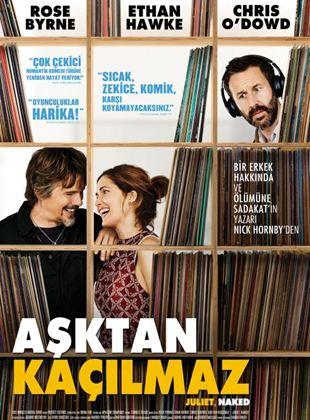 ROSE
BYRNE
ETHAN
HAWKE
CHRIS
O'DOWD
"ÇOK ÇEKİCİ
ROMANTİK KOMEDİ TÜRÜNE
YENİDEN HAYAT VERİYOR."
"OYUNCULUKLAR
HARİKA!"
"SICAK,
ZEKİCE, KOMİK,
KARŞI
KOYAMAYACAKSINIZ."
BİR ERKEK
HAKKINDA
VE
ÖLÜMÜNE
SADAKAT'İN
YAZARI
NICK HORNBY'DEN
AŞKTAN
KAÇILMAZ
JULIET, NAKED